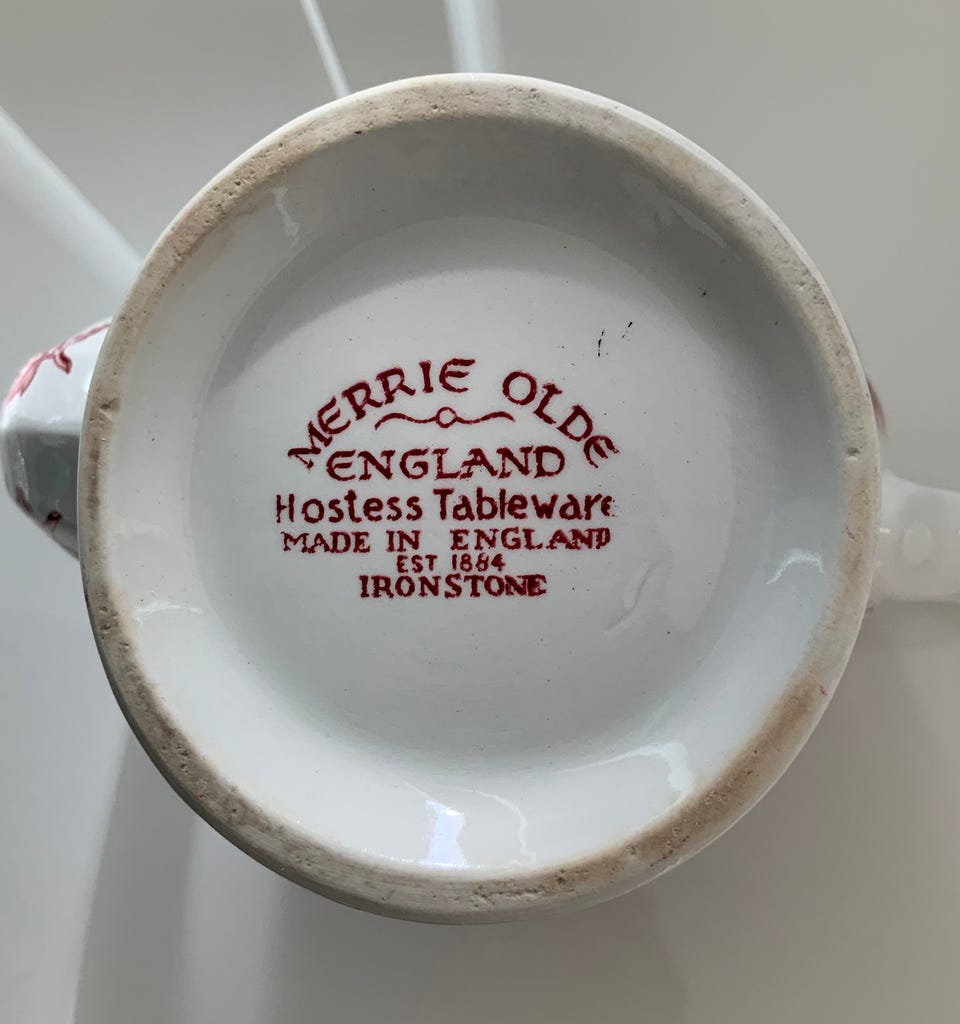 MERRIE OLDE
ENGLAND
Hostess Tableware
MADE IN ENGLAND
EST 1884
IRONSTONE